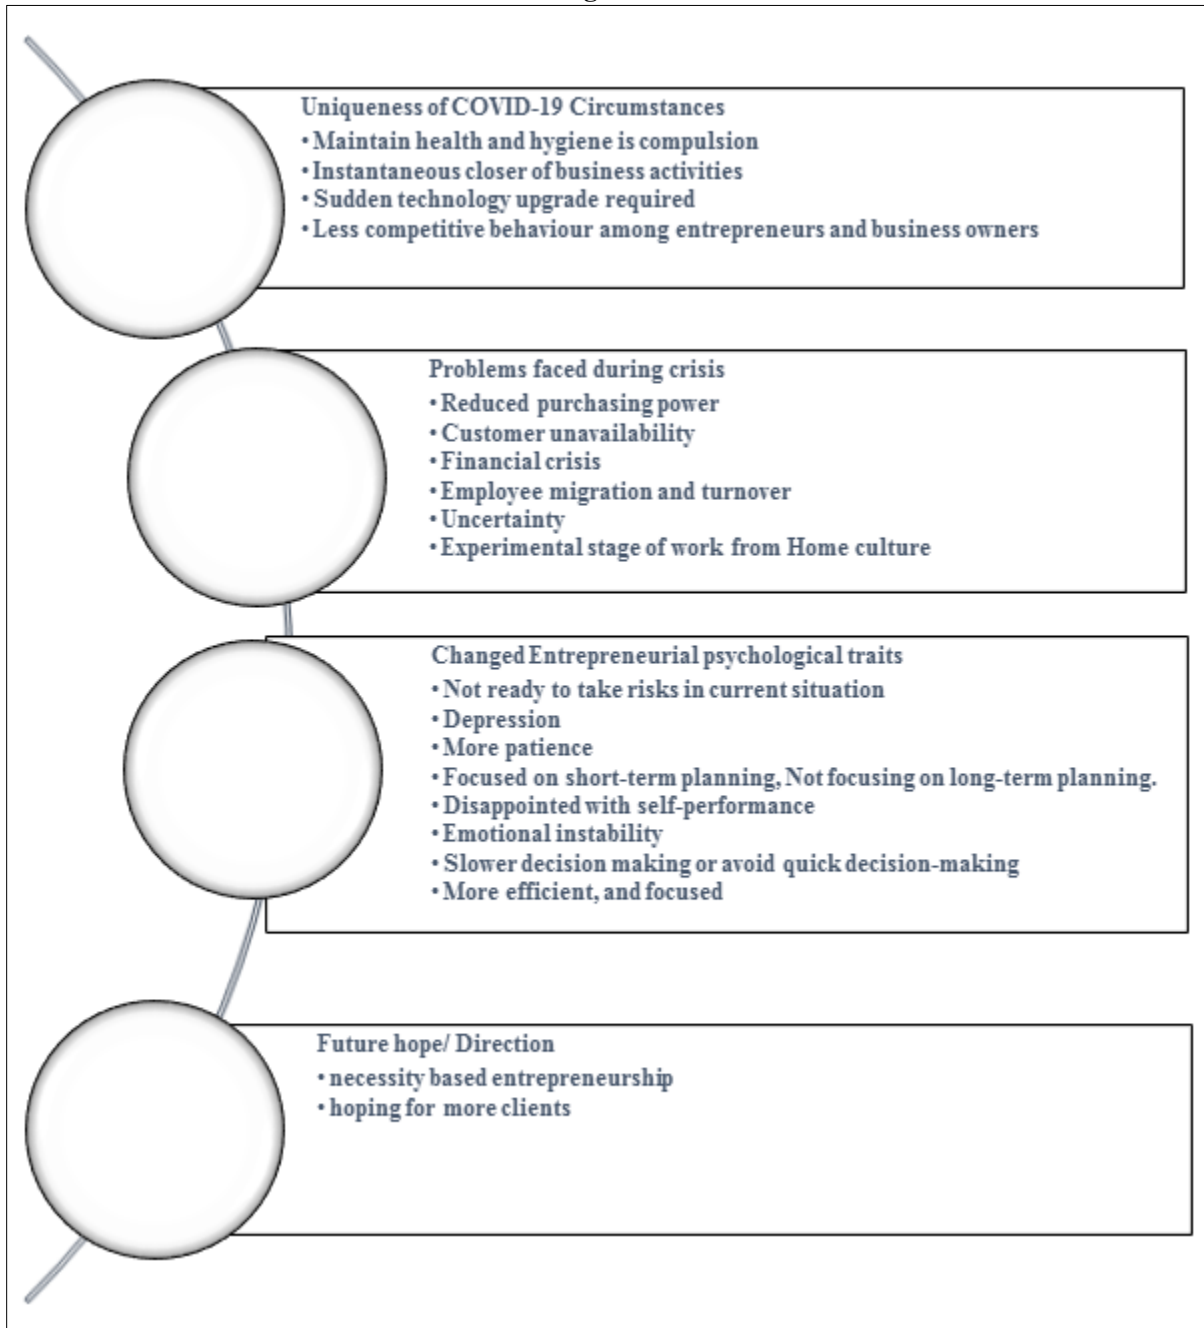 Uniqueness of COVID-19 Circumstances
• Maintain health and hygiene is compulsion
• Instantaneous closer of business activities
• Sudden technology upgrade required
• Less competitive behaviour among entrepreneurs and business owners
Problems faced during crisis
• Reduced purchasing power
• Customer unavailability
• Financial crisis
• Employee migration and turnover
• Uncertainty
• Experimental stage of work from Home culture
Changed Entrepreneurial psychological traits
• Not ready to take risks in current situation
• Depression
• More patience
• Focused on short-term planning, Not focusing on long-term planning.
• Disappointed with self-performance
• Emotional instability
• Slower decision making or avoid quick decision-making
• More efficient, and focused
Future hope/ Direction
• necessity based entrepreneurship
• hoping for more clients